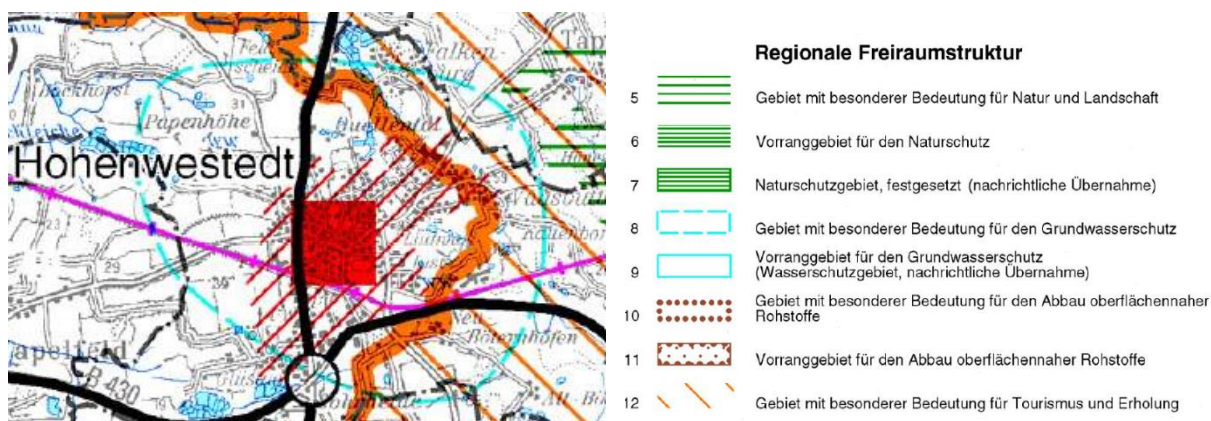 Papenhöhe
31
Hohenwestedt
29
B 430
Regionale Freiraumstruktur
5 Gebiet mit besonderer Bedeutung für Natur und Landschaft
6 Vorranggebiet für den Naturschutz
7 Naturschutzgebiet, festgesetzt (nachrichtliche Übernahme)
8 Gebiet mit besonderer Bedeutung für den Grundwasserschutz
9 Vorranggebiet für den Grundwasserschutz
(Wasserschutzgebiet, nachrichtliche Übernahme)
10 Gebiet mit besonderer Bedeutung für den Abbau oberflächennaher
Rohstoffe
11 Vorranggebiet für den Abbau oberflächennaher Rohstoffe
12 Gebiet mit besonderer Bedeutung für Tourismus und Erholung